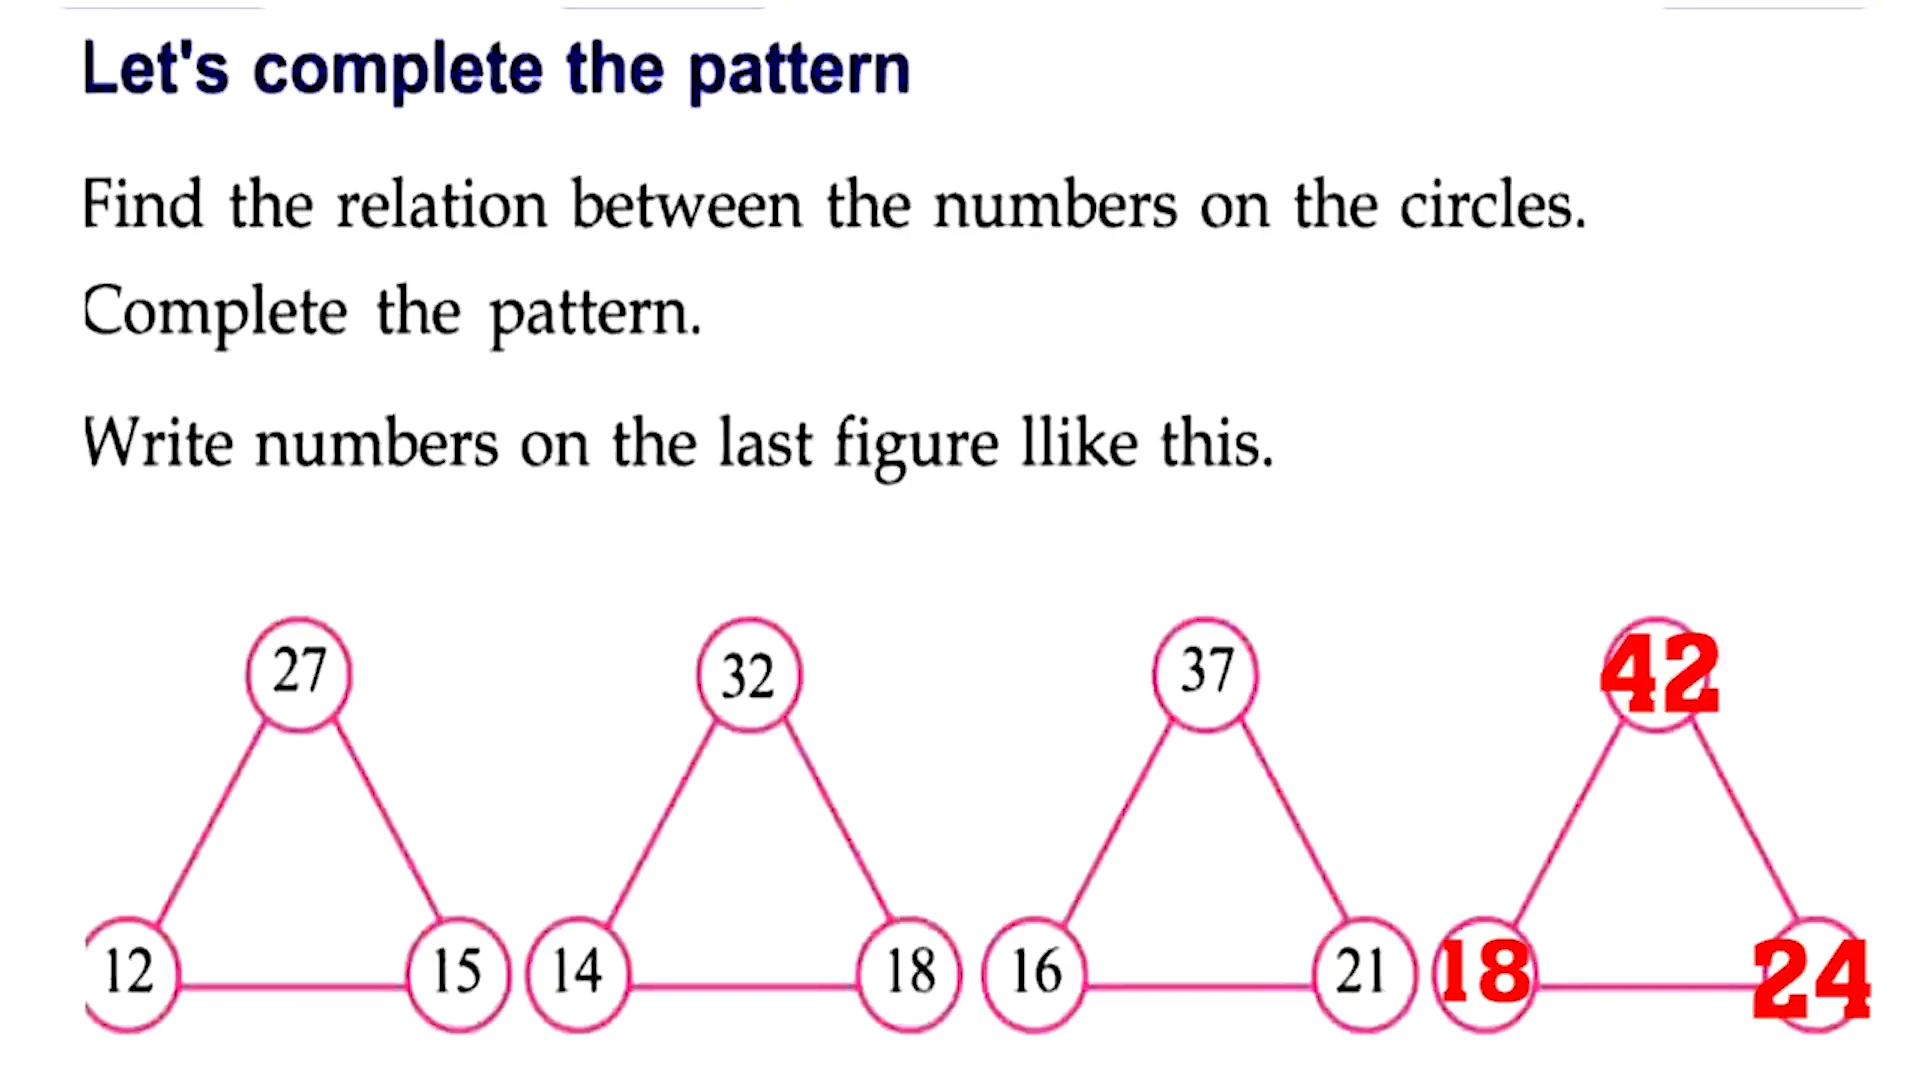 Let's complete the pattern
Find the relation between the numbers on the circles.
Complete the pattern.
Write numbers on the last figure llike this.
27 32 37 42
12 15 14 18 16 21 18 24